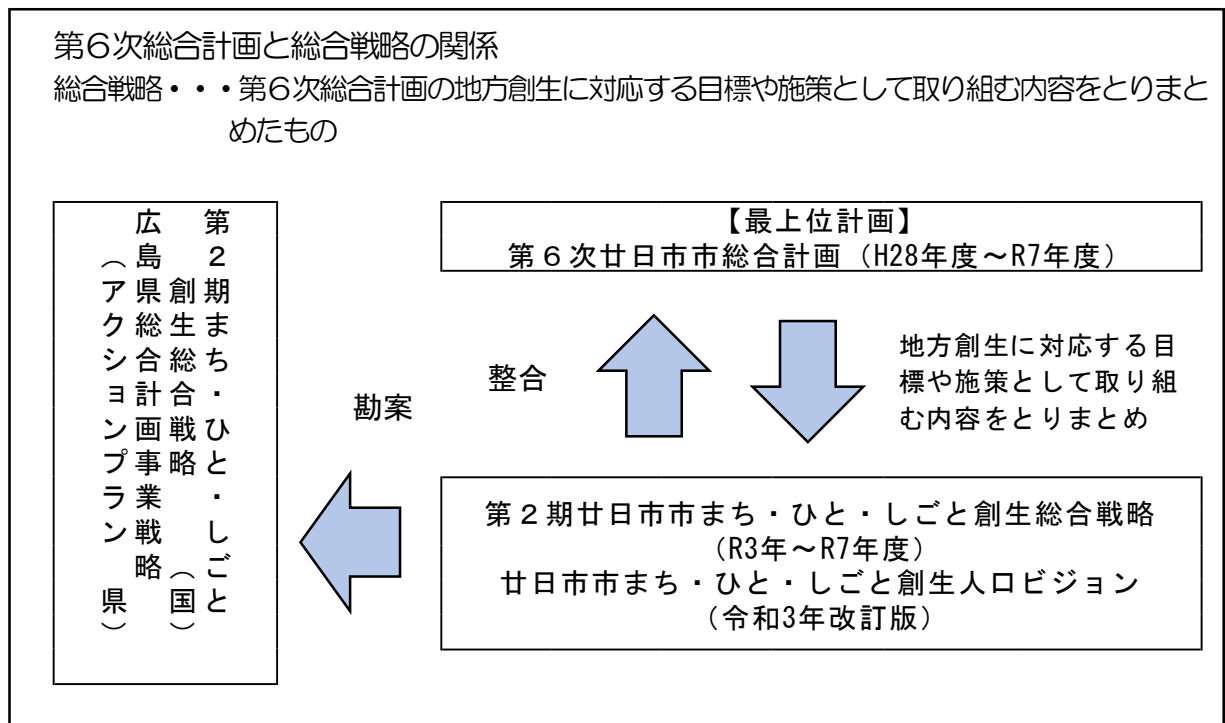 第６次総合計画と総合戦略の関係
総合戦略・・・第６次総合計画の地方創生に対応する目標や施策として取り組む内容をとりまと
めたもの
第２期まち・ひと・しごと
創生総合戦略　（国）
広島県総合計画事業戦略
（アクションプラン　県）
勘案
【最上位計画】
第６次廿日市市総合計画（H28年度～R7年度）
整合
地方創生に対応する目
標や施策として取り組
む内容をとりまとめ
第２期廿日市市まち・ひと・しごと創生総合戦略
（R3年～R7年度）
廿日市市まち・ひと・しごと創生人口ビジョン
（令和3年改訂版）